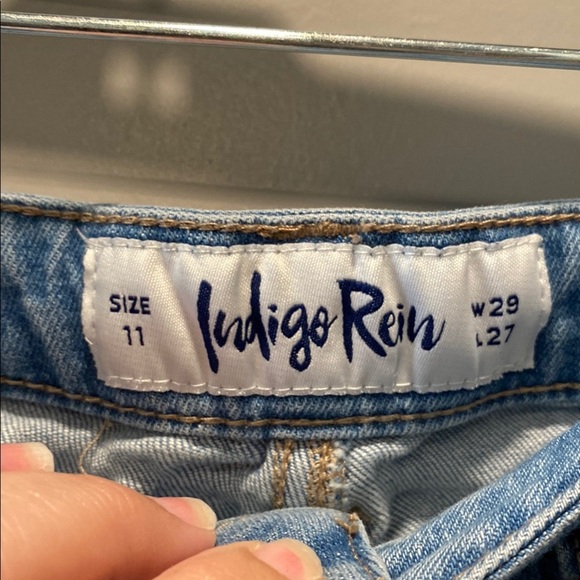 SIZE
11
Indigo Rein
W29
L27